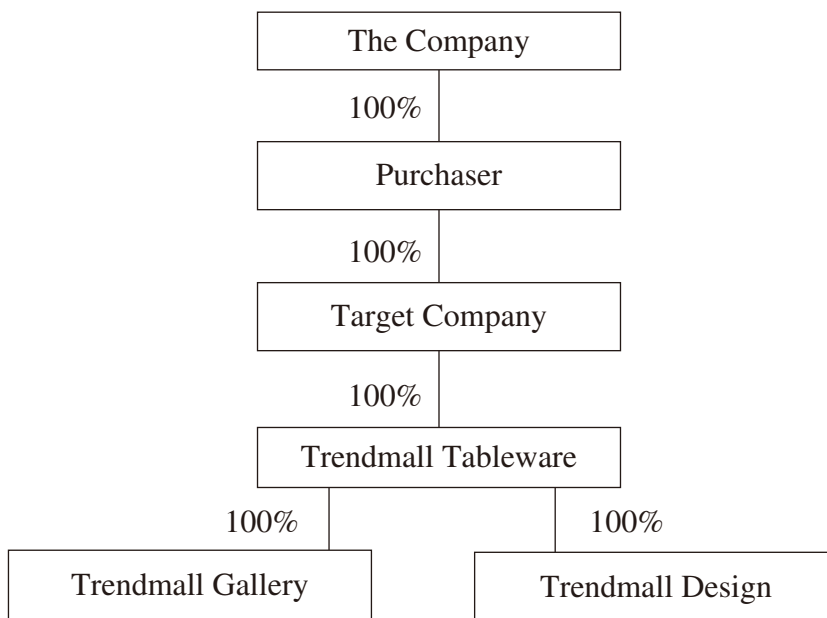 The Company
100%
Purchaser
100%
Target Company
100%
Trendmall Tableware
100%
100%
Trendmall Gallery
Trendmall Design